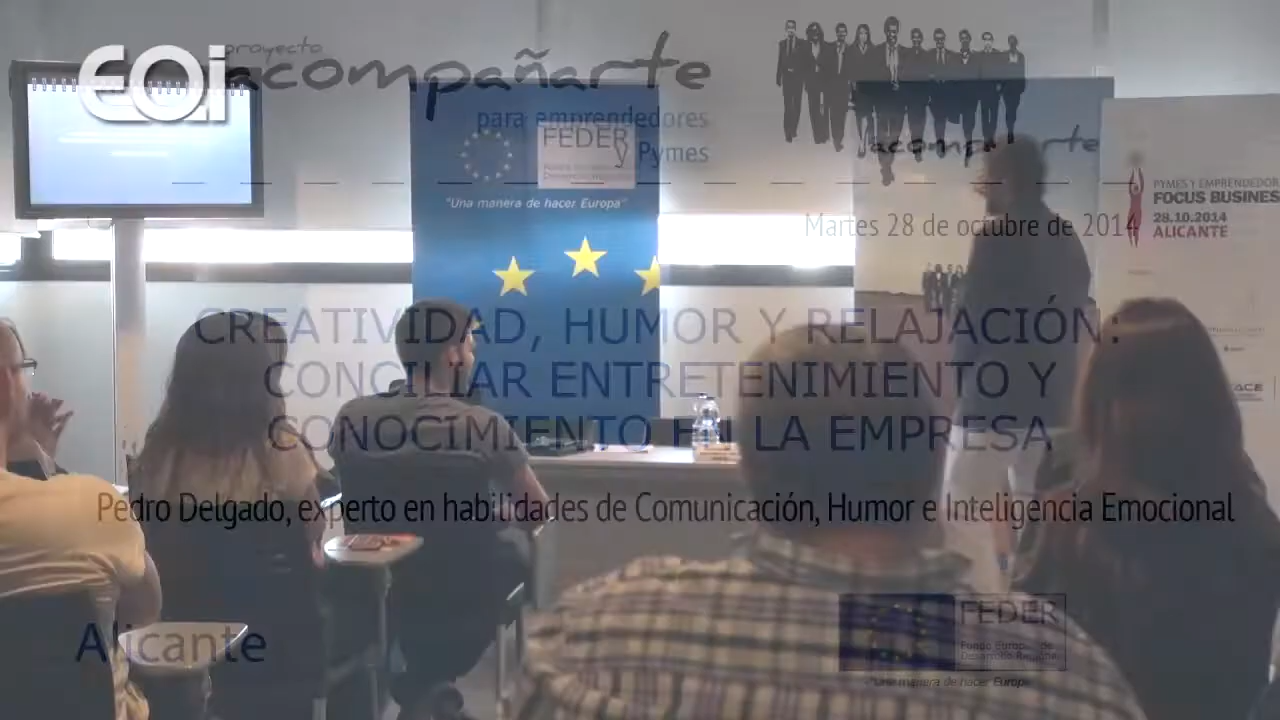 EOi
proyecto
acompañarte
para emprendedores
y Pymes
FEDER
"Una manera de hacer Europa"
acompañarte
Martes 28 de octubre de 2014
PYMES Y EMPRENDEDOR
FOCUS BUSINES
28.10.2014
ALICANTE
CREATIVIDAD, HUMOR Y RELAJACIÓN:
CONCILIAR ENTRETENIMIENTO Y
CONOCIMIENTO EN LA EMPRESA
Pedro Delgado, experto en habilidades de Comunicación, Humor e Inteligencia Emocional
Alicante
FEDER
Fondo Europeo de
Desarrollo Regional
"Una manera de hacer Europa"